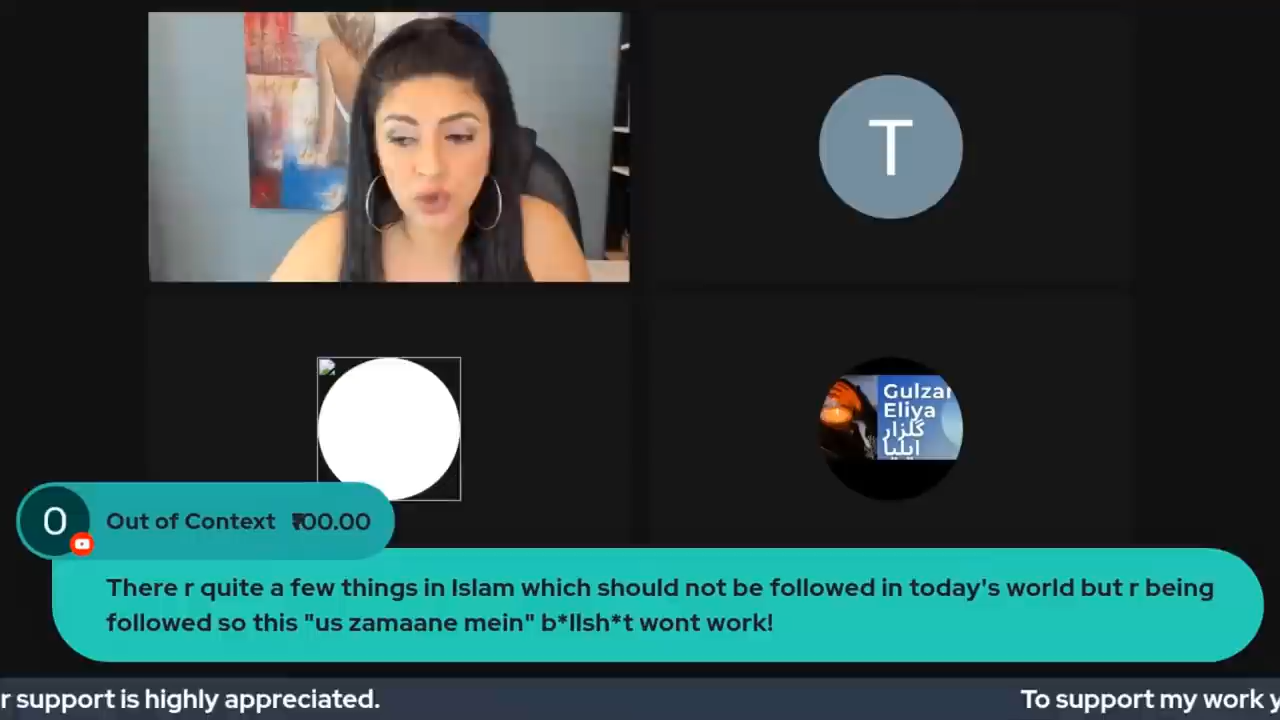 T
Gulzar
Eliya
گلزار
ایلیا
O
Out of Context ₹100.00
There r quite a few things in Islam which should not be followed in today's world but r being
followed so this "us zamaane mein" b*llsh*t wont work!
r support is highly appreciated.
To support my work y